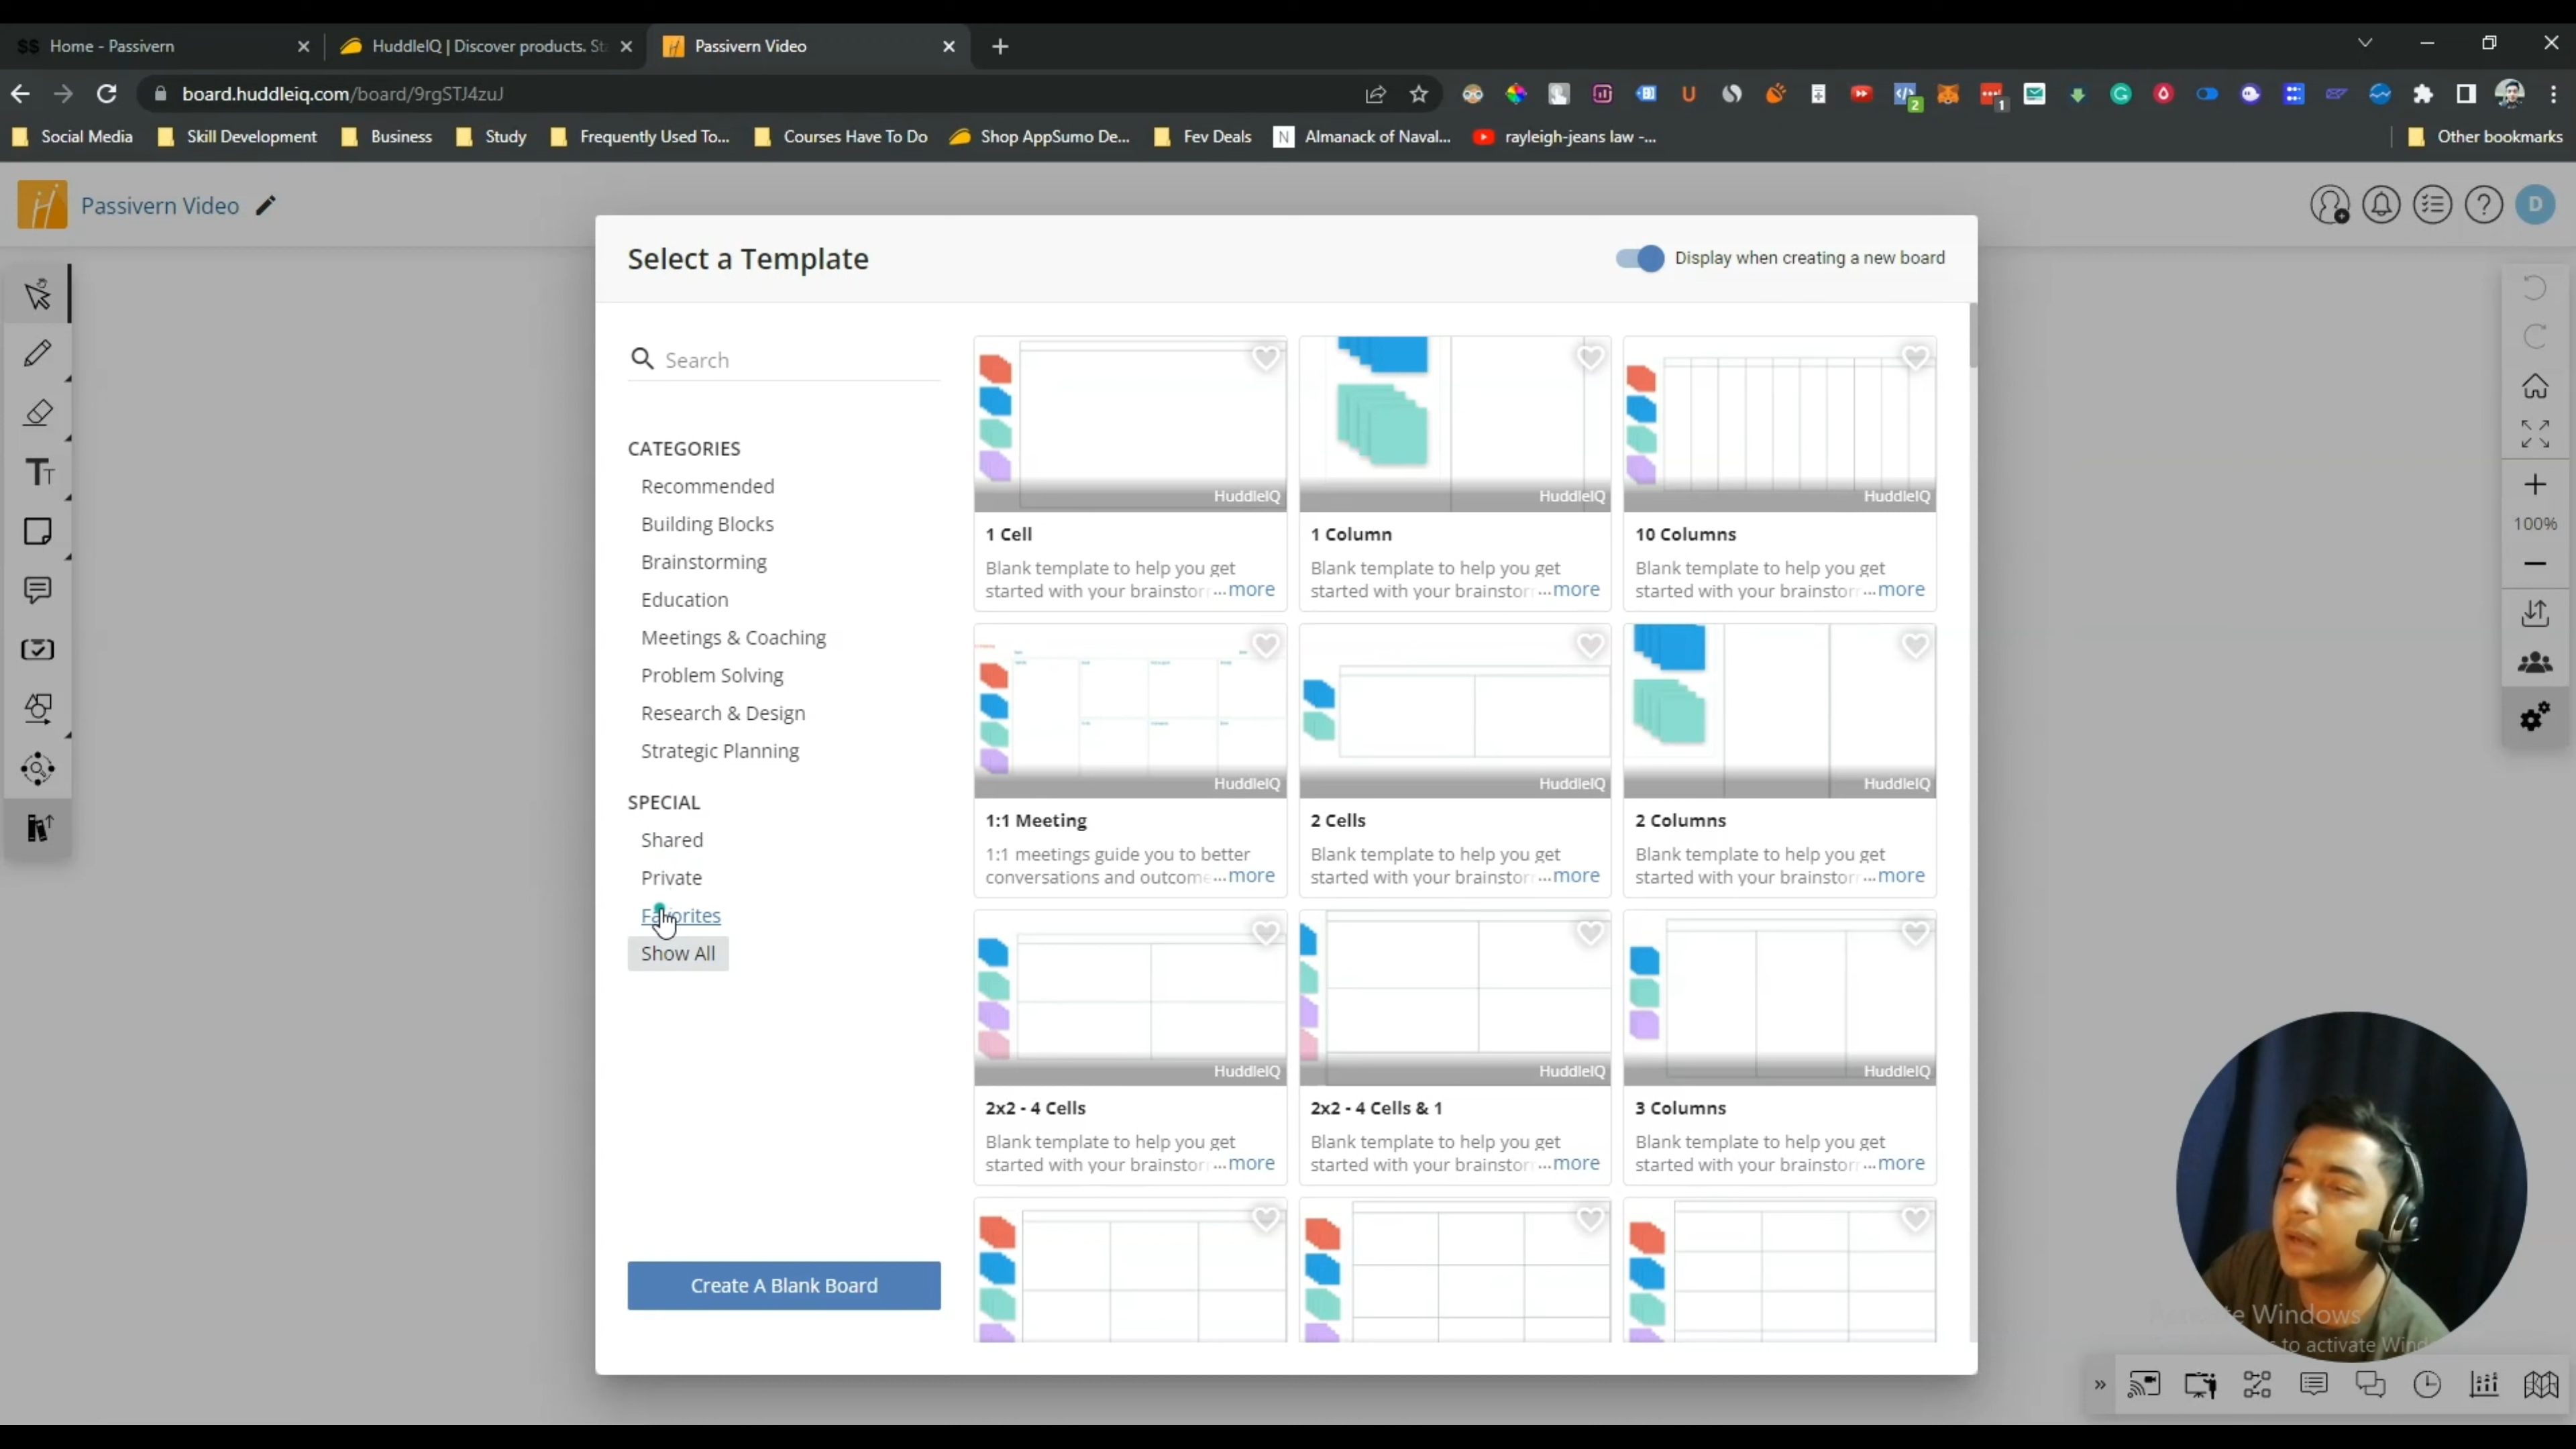 $$ Home - Passivern
HuddleIQ | Discover products. St
Passivern Video
board.huddleiq.com/board/9rgSTJ4zuJ
Social Media
Skill Development
Business
Study
Frequently Used To...
Courses Have To Do
Shop AppSumo De...
Fev Deals
Almanack of Naval...
rayleigh-jeans law -...
Other bookmarks
Passivern Video
D
Select a Template
Display when creating a new board
Search
CATEGORIES
Recommended
Building Blocks
Brainstorming
Education
Meetings & Coaching
Problem Solving
Research & Design
Strategic Planning
SPECIAL
Shared
Private
Favorites
Show All
Create A Blank Board
HuddleIQ
1 Cell
Blank template to help you get
started with your brainstor ...more
HuddleIQ
1 Column
Blank template to help you get
started with your brainstor ...more
HuddleIQ
10 Columns
Blank template to help you get
started with your brainstor ...more
HuddleIQ
1:1 Meeting
1:1 meetings guide you to better
conversations and outcome ...more
HuddleIQ
2 Cells
Blank template to help you get
started with your brainstor ...more
HuddleIQ
2 Columns
Blank template to help you get
started with your brainstor ...more
HuddleIQ
2x2 - 4 Cells
Blank template to help you get
started with your brainstor ...more
HuddleIQ
2x2 - 4 Cells & 1
Blank template to help you get
started with your brainstor ...more
HuddleIQ
3 Columns
Blank template to help you get
started with your brainstor ...more
100%
Windows
to activate Wind